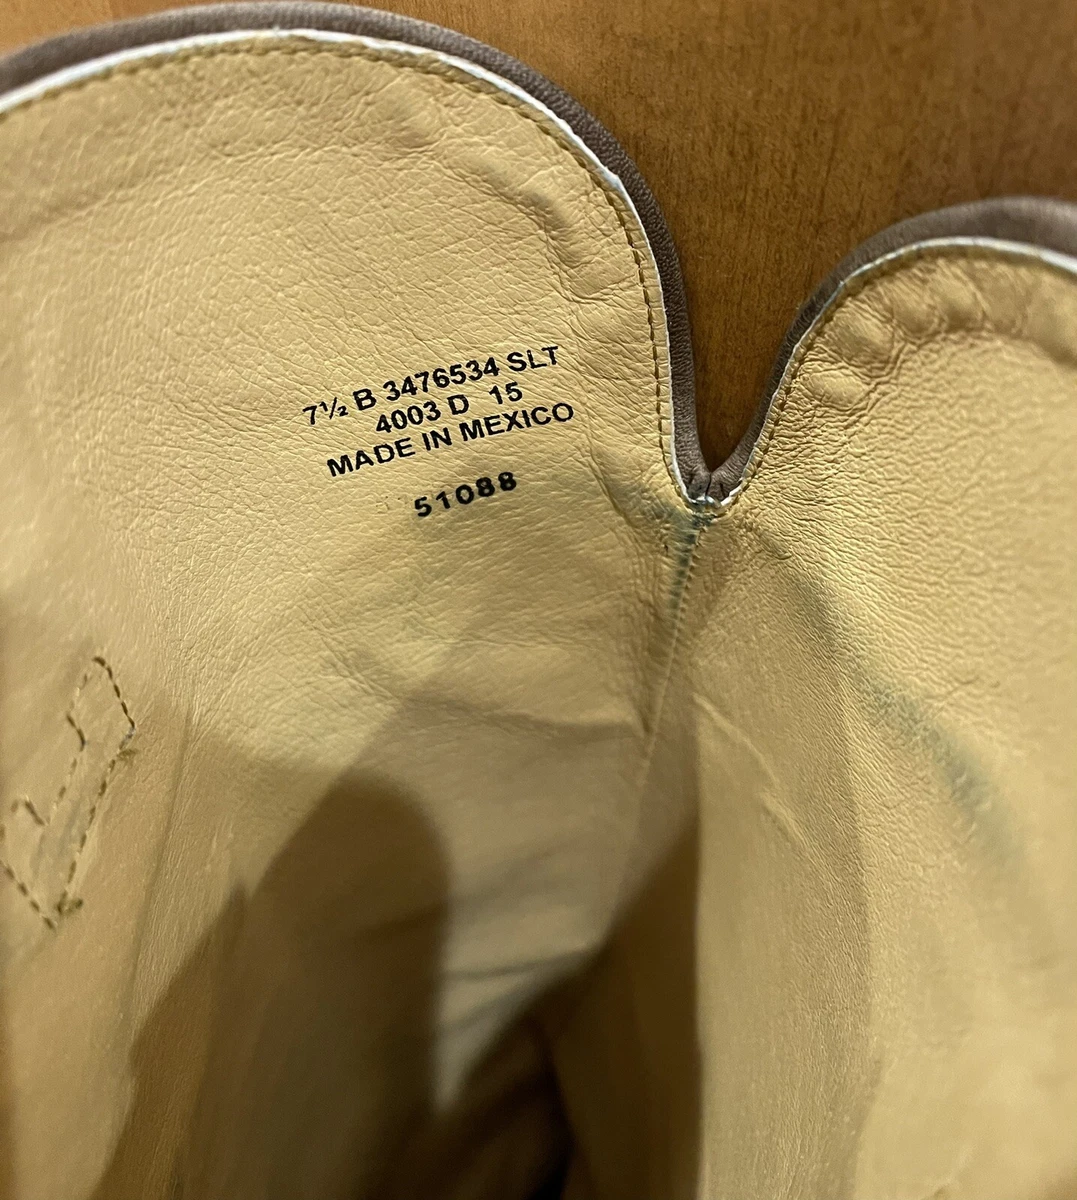 7½ B 3476534 SLT
4003 D 15
MADE IN MEXICO
51088